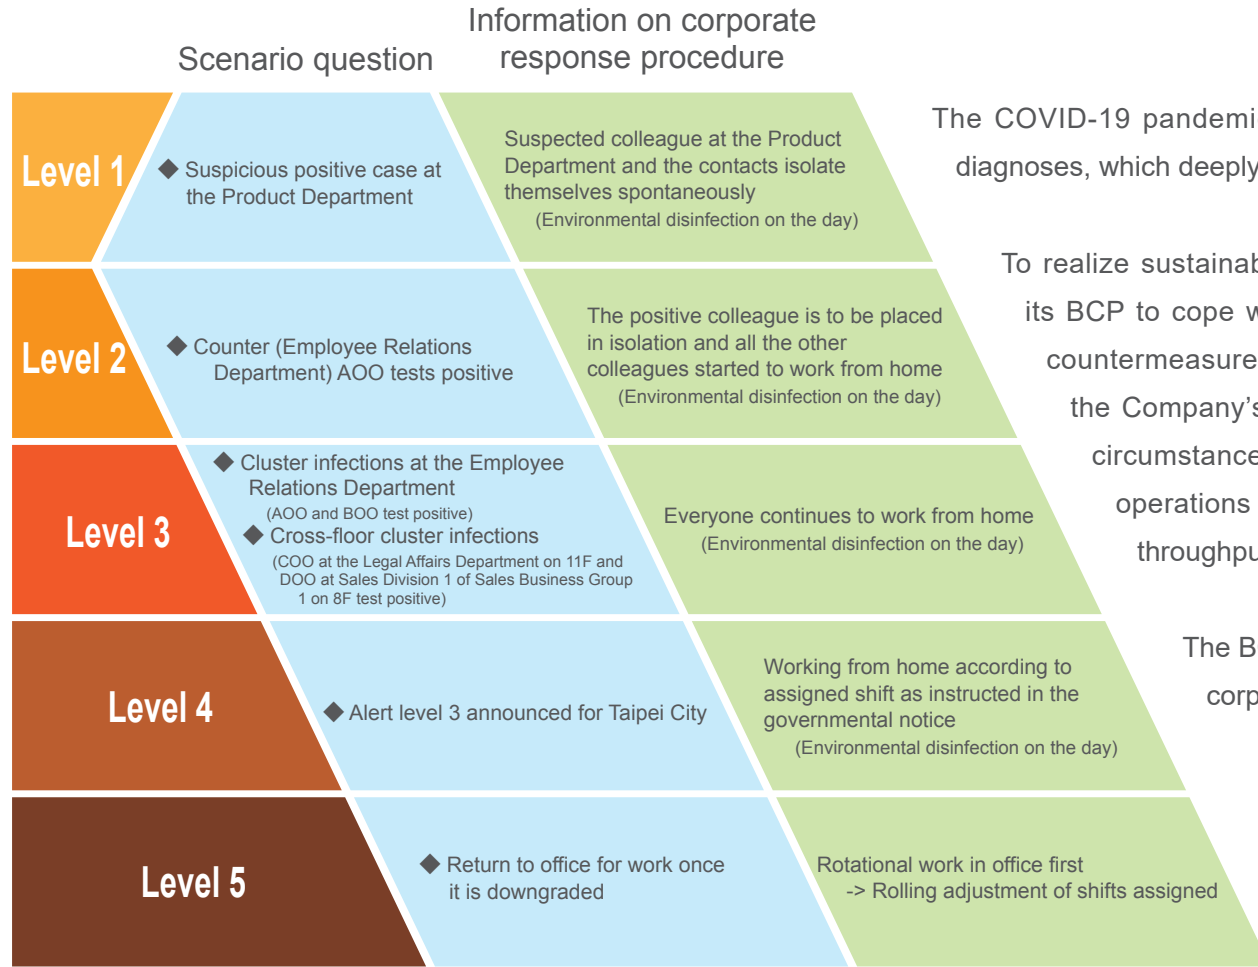 Scenario question
Information on corporate
response procedure
Level 1
◆ Suspicious positive case at
the Product Department
Suspected colleague at the Product
Department and the contacts isolate
themselves spontaneously
(Environmental disinfection on the day)
Level 2
◆ Counter (Employee Relations
Department) AOO tests positive
The positive colleague is to be placed
in isolation and all the other
colleagues started to work from home
(Environmental disinfection on the day)
Level 3
◆ Cluster infections at the Employee
Relations Department
(AOO and BOO test positive)
◆ Cross-floor cluster infections
(COO at the Legal Affairs Department on 11F and
DOO at Sales Division 1 of Sales Business Group
1 on 8F test positive)
Everyone continues to work from home
(Environmental disinfection on the day)
Level 4
◆ Alert level 3 announced for Taipei City
Working from home according to
assigned shift as instructed in the
governmental notice
(Environmental disinfection on the day)
Level 5
◆ Return to office for work once
it is downgraded
Rotational work in office first
-> Rolling adjustment of shifts assigned
The COVID-19 pandemi
diagnoses, which deeply
To realize sustainab
its BCP to cope w
countermeasure
the Company's
circumstance
operations
throughpu
The B
corp